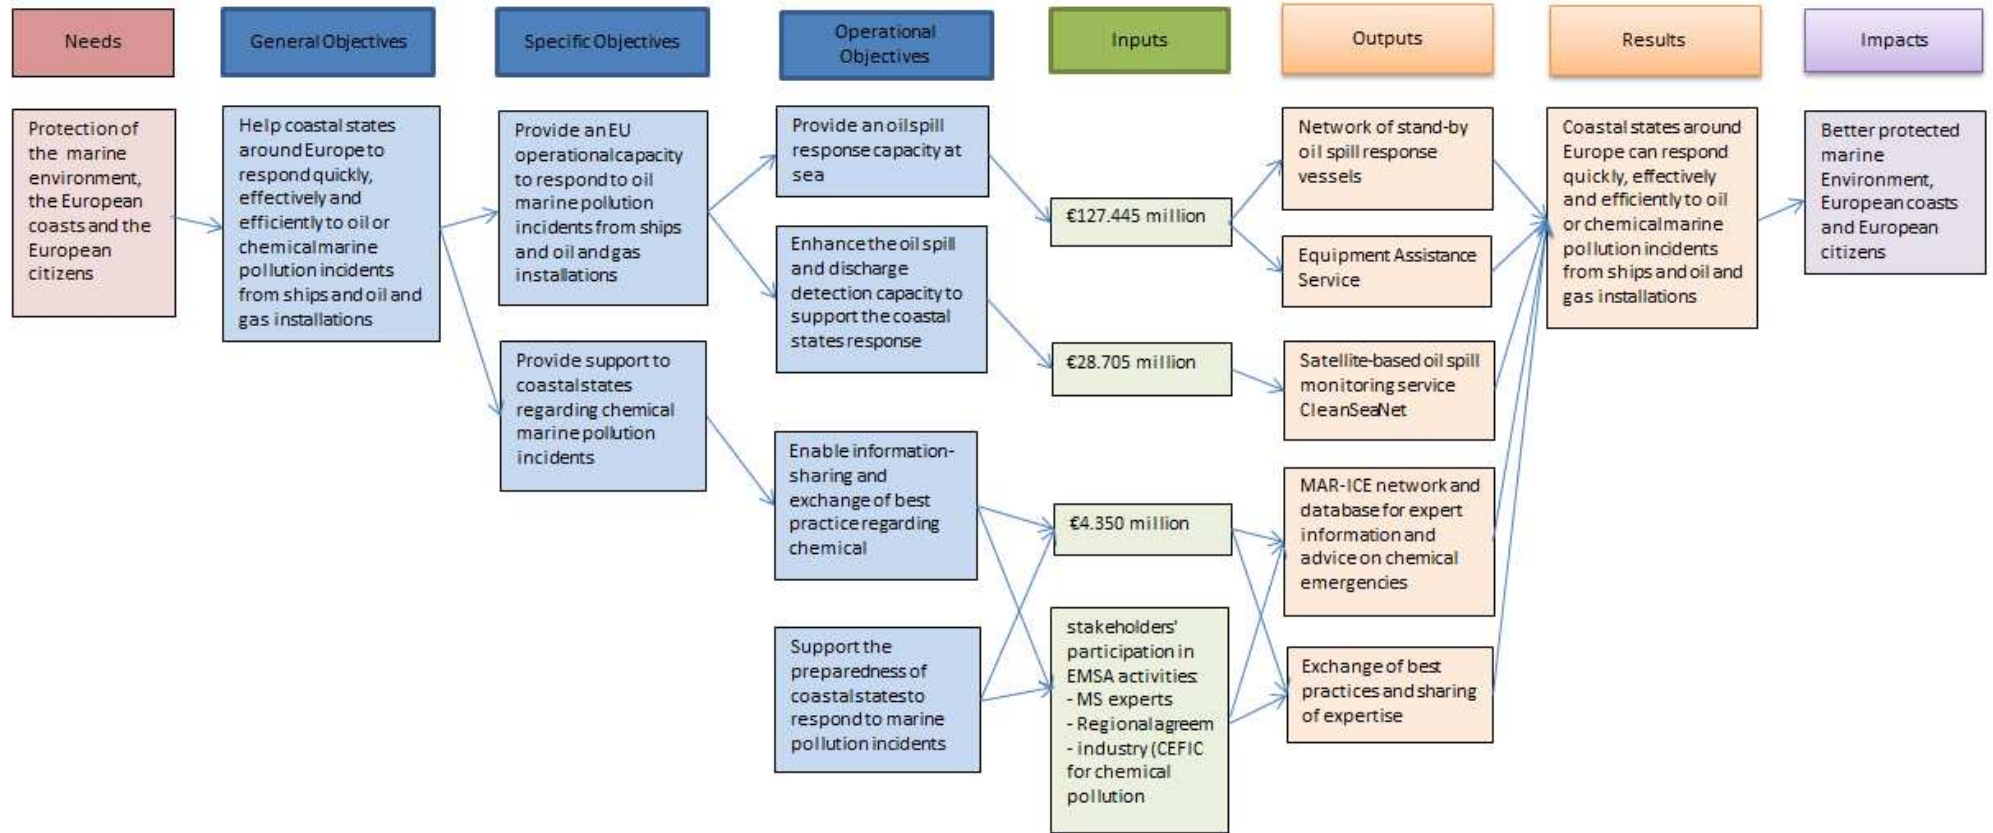 Needs
General Objectives
Specific Objectives
Operational
Objectives
Inputs
Outputs
Results
Impacts
Protection of
the marine
environment,
the European
coasts and the
European
citizens
Help coastal states
around Europe to
respond quickly,
effectively and
efficiently to oil or
chemical marine
pollution incidents
from ships and oil and
gas installations
Provide an EU
operational capacity
to respond to oil
marine pollution
incidents from ships
and oil and gas
installations
Provide support to
coastal states
regarding chemical
marine pollution
incidents
Provide an oil spill
response capacity at
sea
Enhance the oil spill
and discharge
detection capacity to
support the coastal
states response
Enable information-
sharing and
exchange of best
practice regarding
chemical
Support the
preparedness of
coastal states to
respond to marine
pollution incidents
€127.445 million
€28.705 million
€4.350 million
stakeholders'
participation in
EMSA activities:
- MS experts
- Regional agreem
- industry (CEFIC
for chemical
pollution
Network of stand-by
oil spill response
vessels
Equipment Assistance
Service
Satellite-based oil spill
monitoring service
CleanSeaNet
MAR-ICE network and
database for expert
information and
advice on chemical
emergencies
Exchange of best
practices and sharing
of expertise
Coastal states around
Europe can respond
quickly, effectively
and efficiently to oil
or chemical marine
pollution incidents
from ships and oil and
gas installations
Better protected
marine
Environment,
European coasts
and European
citizens